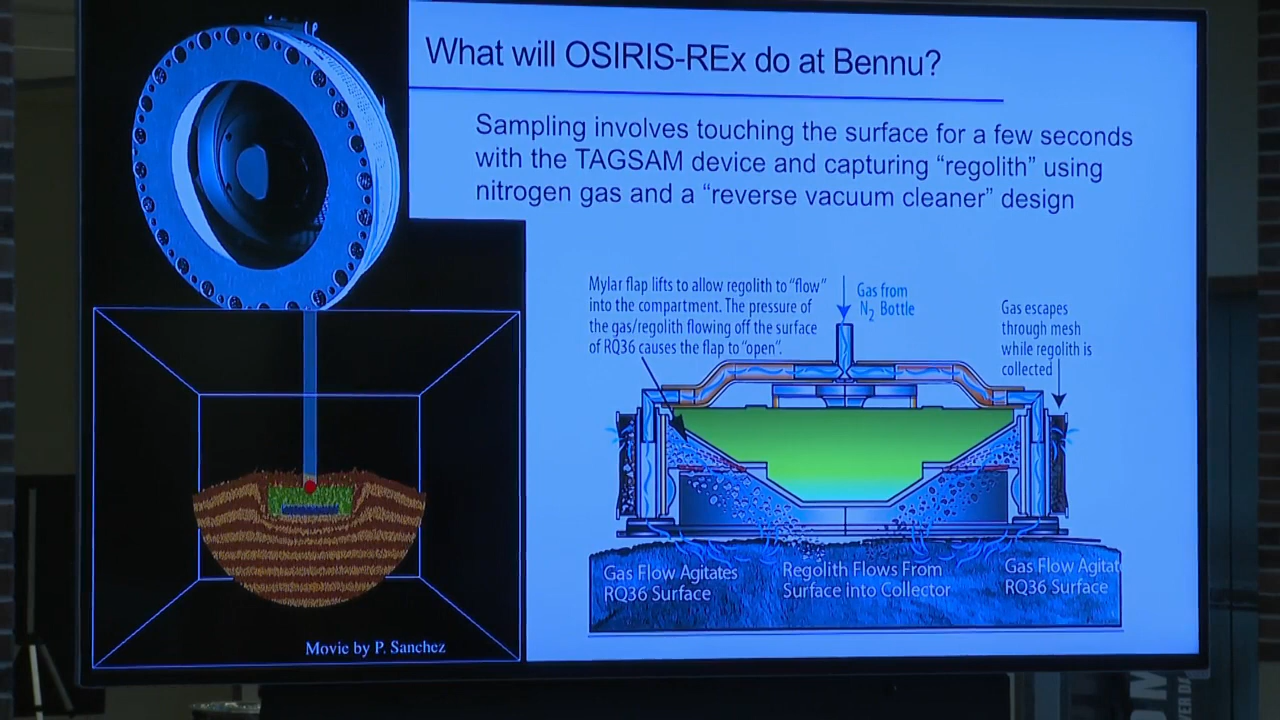 What will OSIRIS-REx do at Bennu?
Sampling involves touching the surface for a few seconds
with the TAGSAM device and capturing “regolith” using
nitrogen gas and a “reverse vacuum cleaner” design
Mylar flap lifts to allow regolith to “flow”
into the compartment. The pressure of
the gas/regolith flowing off the surface
of RQ36 causes the flap to “open”.
Gas from
N2 Bottle
Gas escapes
through mesh
while regolith is
collected
Gas Flow Agitates
RQ36 Surface
Regolith Flows From
Surface into Collector
Gas Flow Agitat
RQ36 Surface
Movie by P. Sanchez